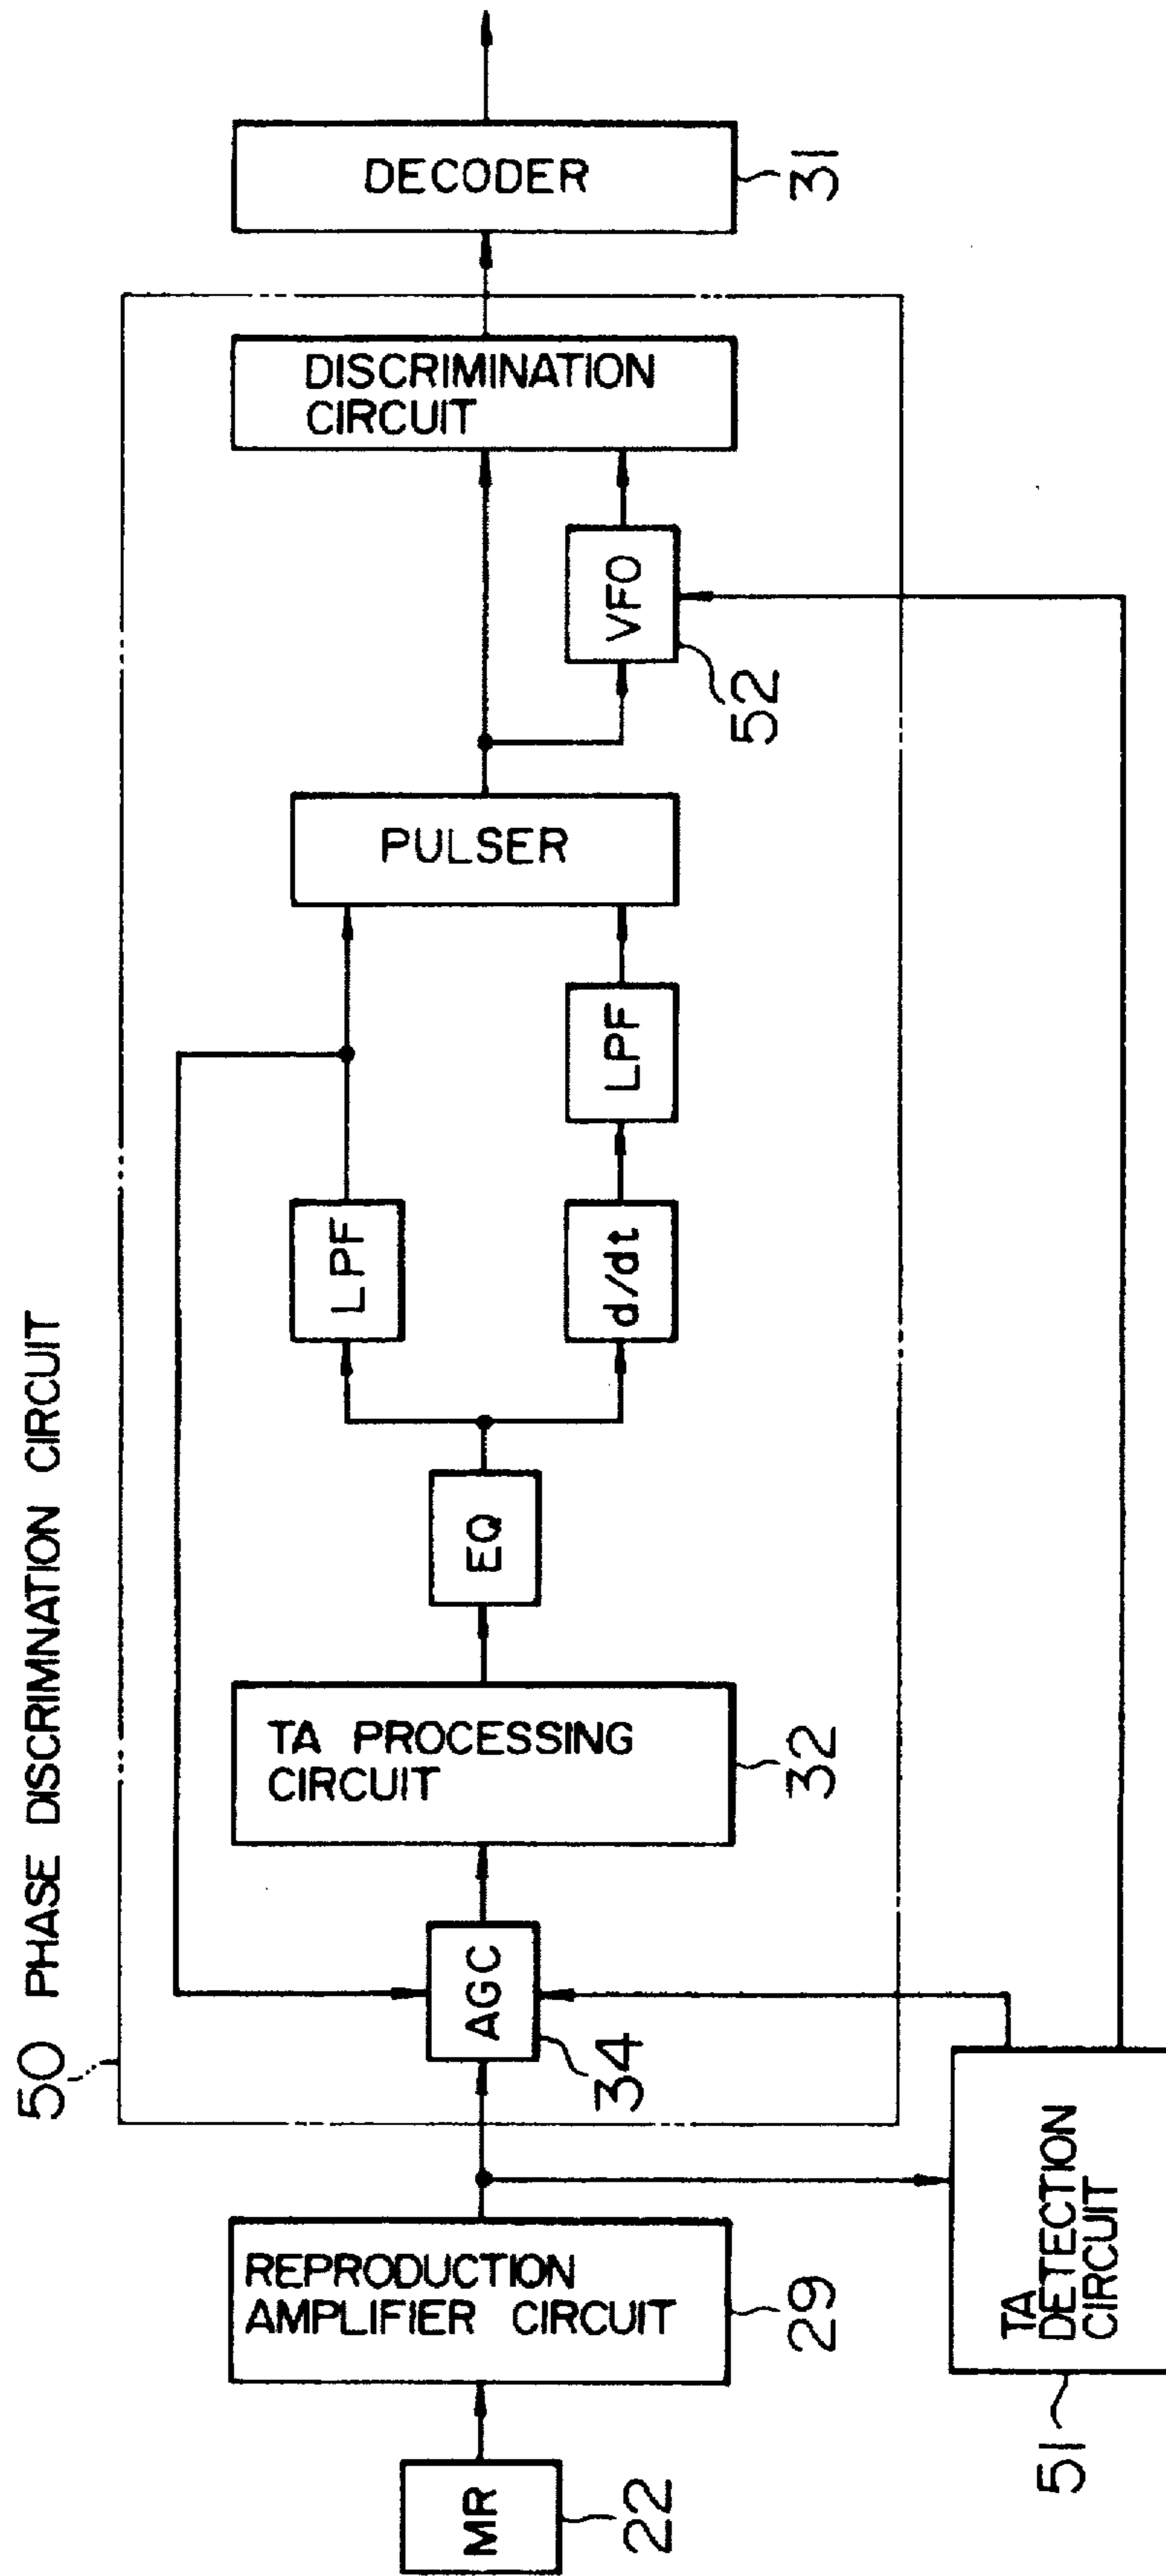 50 PHASE DISCRIMNATION CIRCUIT
MR
22
REPRODUCTION
AMPLIFIER CIRCUIT
29
AGC
34
TA PROCESSING
CIRCUIT
32
EQ
LPF
d/dt
LPF
PULSER
VFO
52
DISCRIMINATION
CIRCUIT
DECODER
31
TA
DETECTION
CIRCUIT
51